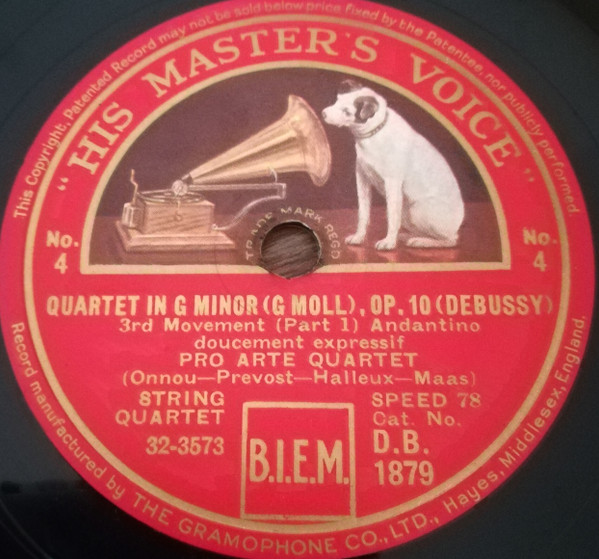 This Copyright, Patented Record may not be sold below price fixed by the Patentee, nor publicly performed
"HIS MASTER'S VOICE"
TRADE MARK REGD
No. 4
No. 4
QUARTET IN G MINOR (G MOLL), OP. 10 (DEBUSSY)
3rd Movement (Part 1) Andantino
doucement expressif
PRO ARTE QUARTET
(Onnou—Prevost—Halleux—Maas)
STRING QUARTET
32-3573
B.I.E.M.
SPEED 78
Cat. No.
D.B.
1879
Record manufactured by THE GRAMOPHONE CO., LTD., Hayes, Middlesex, England.